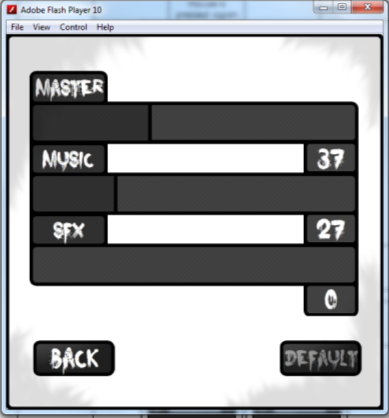 Adobe Flash Player 10
File View Control Help
MASTER
MUSIC 37
SFX 27
0
BACK DEFAULT